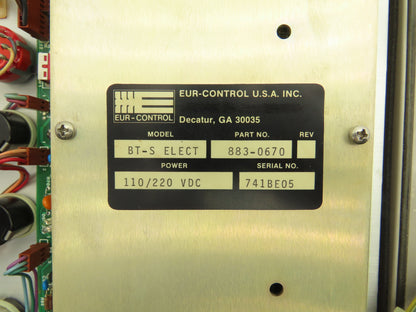 EUR-CONTROL U.S.A. INC.
EUR-CONTROL
Decatur, GA 30035
MODEL PART NO. REV
BT-S ELECT 883-0670
POWER SERIAL NO.
110/220 VDC 741BE05